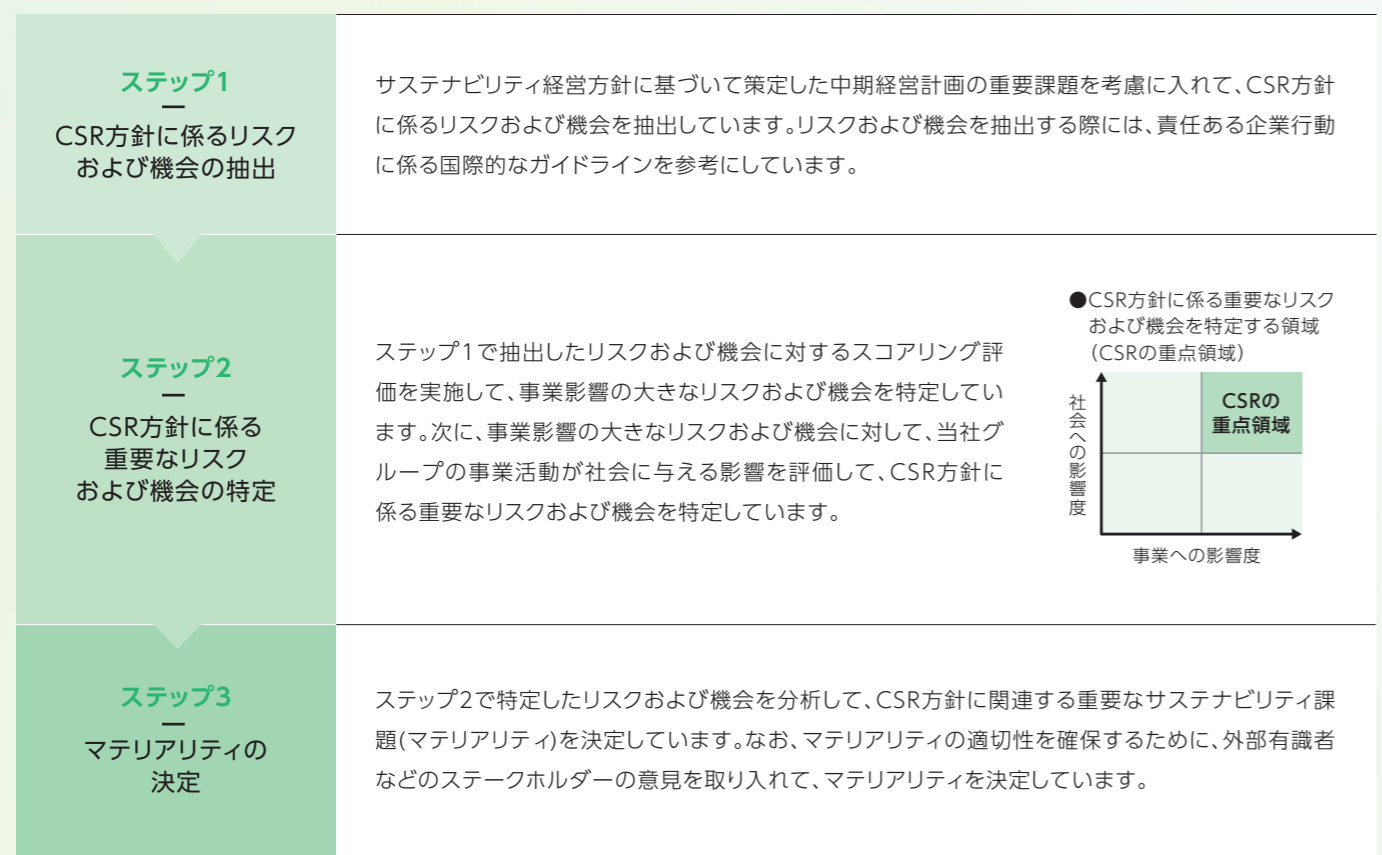 ステップ1
CSR方針に係るリスク
および機会の抽出
サステナビリティ経営方針に基づいて策定した中期経営計画の重要課題を考慮に入れて、CSR方針
に係るリスクおよび機会を抽出しています。リスクおよび機会を抽出する際には、責任ある企業行動
に係る国際的なガイドラインを参考にしています。
ステップ2
CSR方針に係る
重要なリスク
および機会の特定
ステップ1で抽出したリスクおよび機会に対するスコアリング評
価を実施して、事業影響の大きなリスクおよび機会を特定してい
ます。次に、事業影響の大きなリスクおよび機会に対して、当社グ
ループの事業活動が社会に与える影響を評価して、CSR方針に
係る重要なリスクおよび機会を特定しています。
●CSR方針に係る重要なリスク
および機会を特定する領域
(CSRの重点領域)
社会への影響度
CSRの
重点領域
事業への影響度
ステップ3
マテリアリティの
決定
ステップ2で特定したリスクおよび機会を分析して、CSR方針に関連する重要なサステナビリティ課
題(マテリアリティ)を決定しています。なお、マテリアリティの適切性を確保するために、外部有識者
などのステークホルダーの意見を取り入れて、マテリアリティを決定しています。